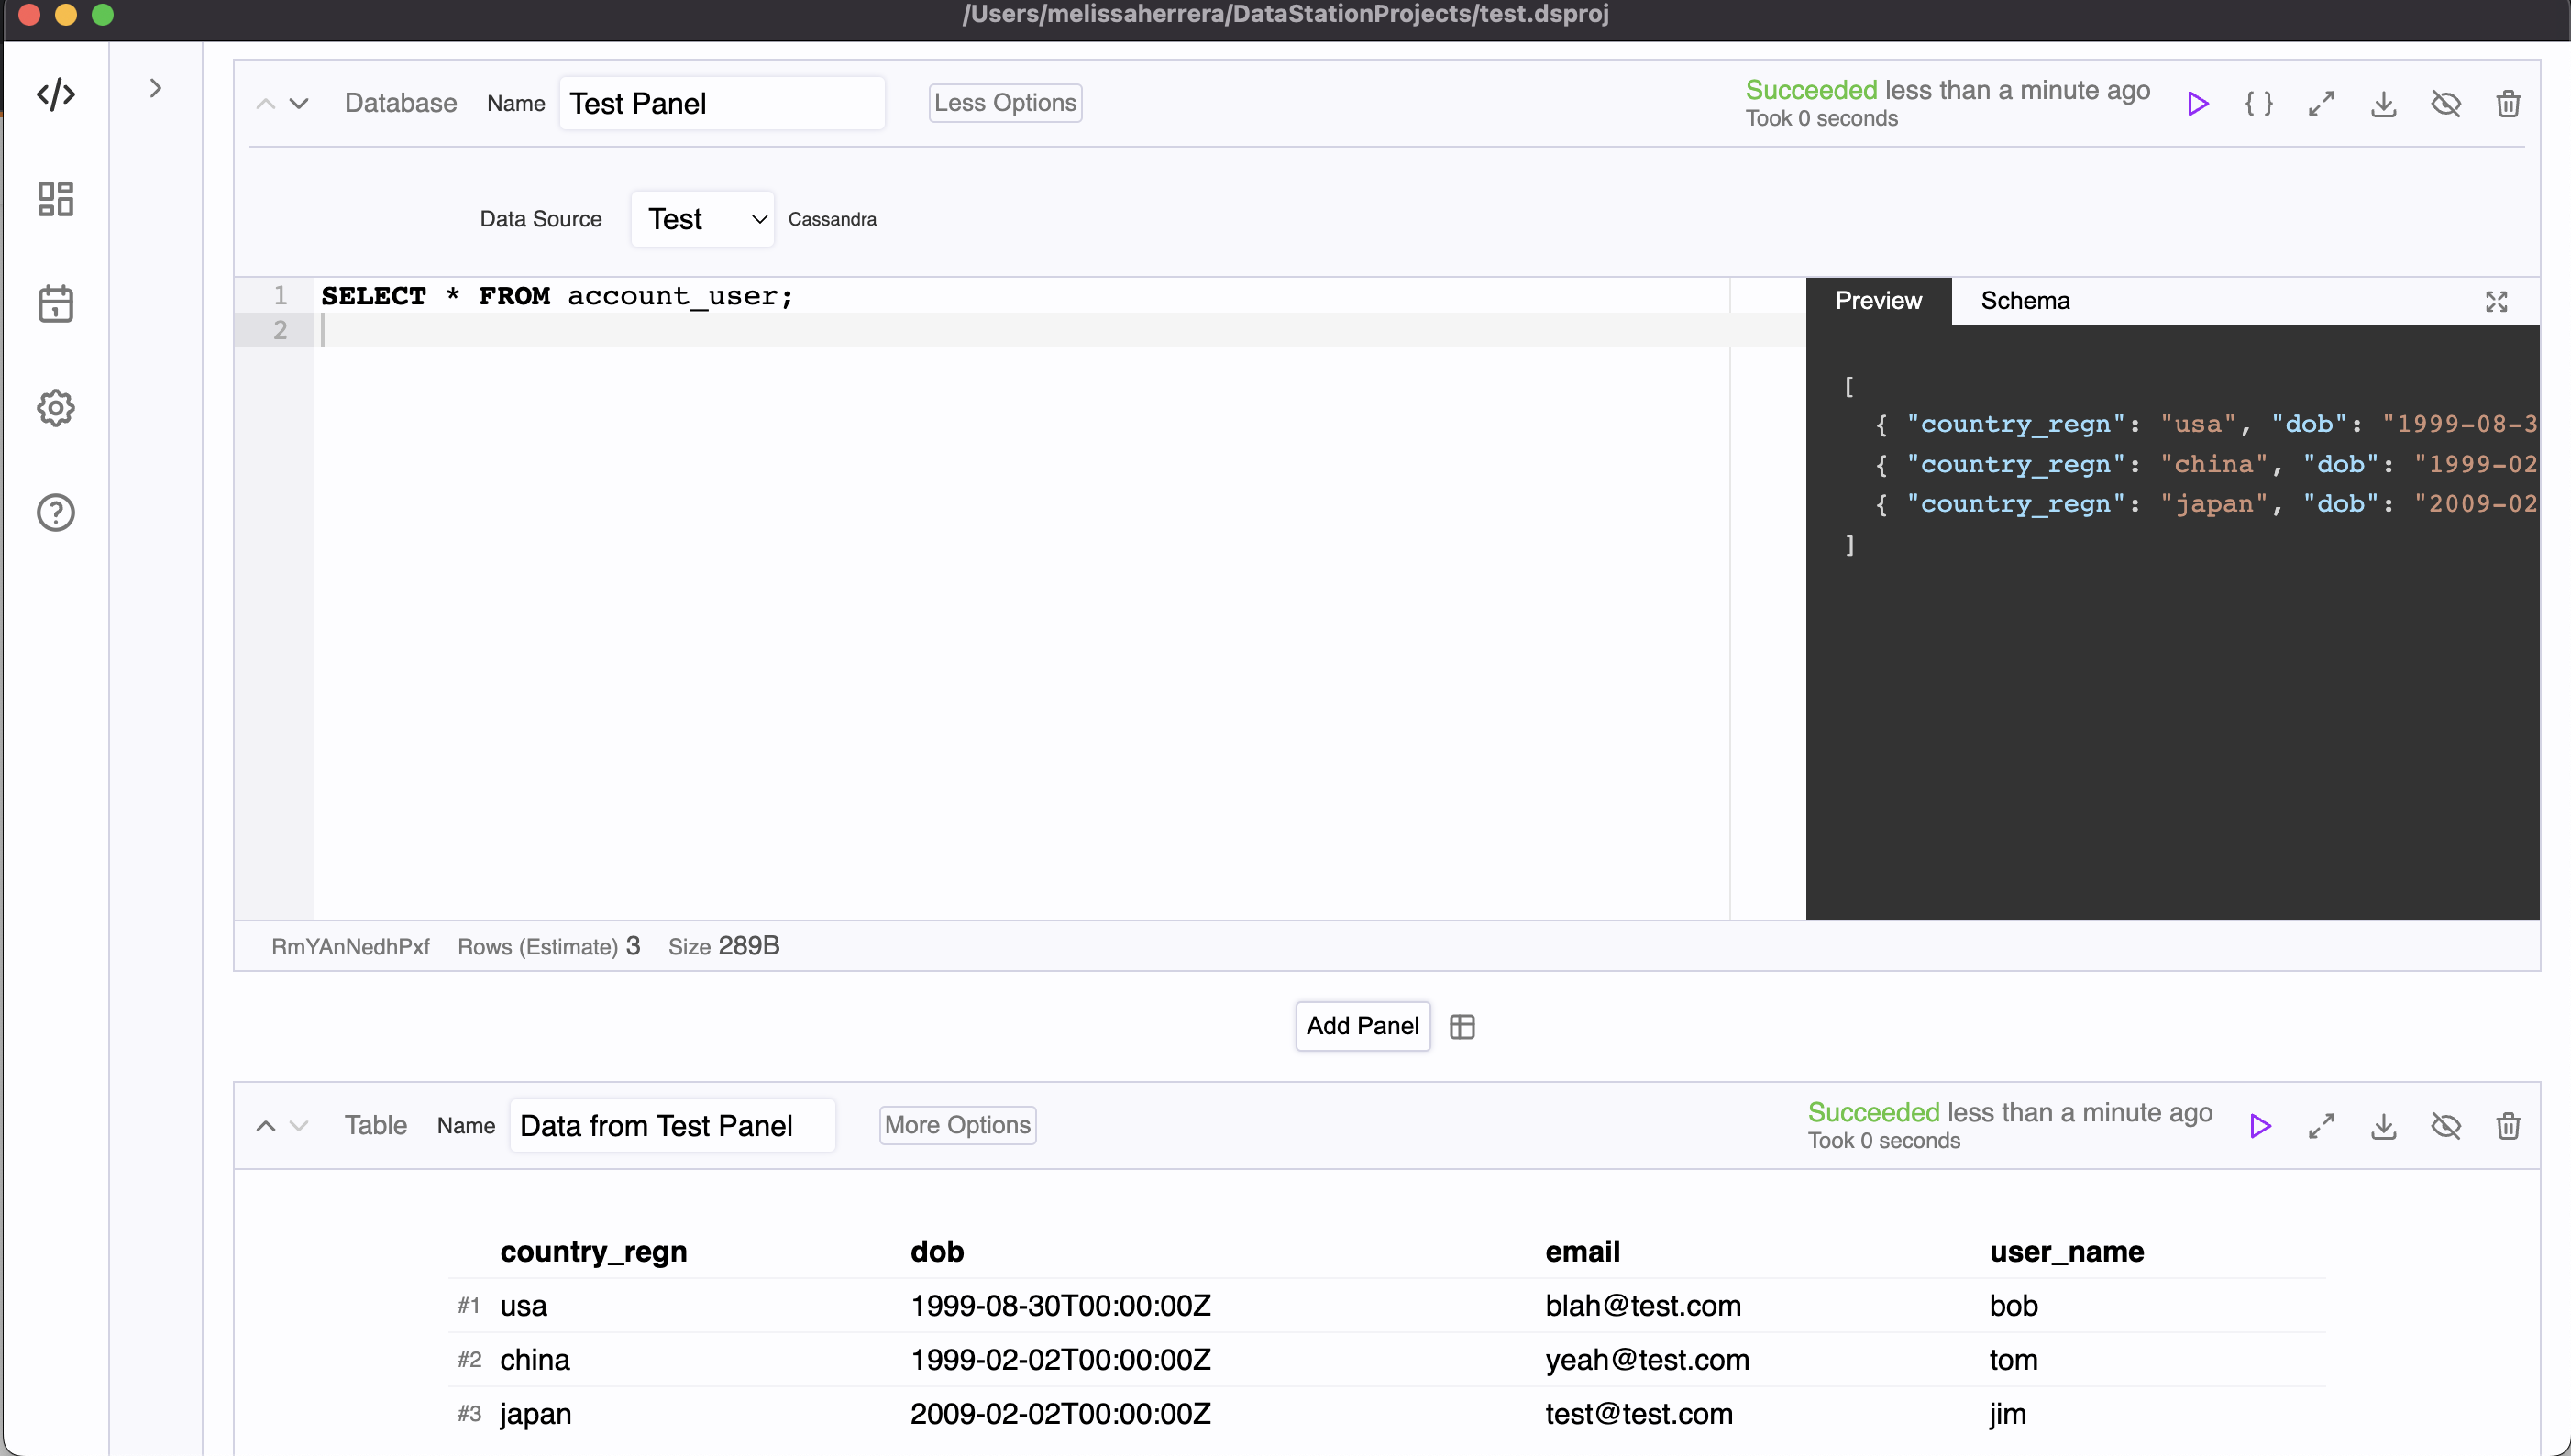 /Users/melissaherrera/DataStationProjects/test.dsproj
Database Name Test Panel Less Options
Succeeded less than a minute ago
Took 0 seconds
Data Source Test Cassandra
1 SELECT * FROM account_user;
2
Preview Schema
[
{ "country_regn": "usa", "dob": "1999-08-3
{ "country_regn": "china", "dob": "1999-02
{ "country_regn": "japan", "dob": "2009-02
]
RmYAnNedhPxf Rows (Estimate) 3 Size 289B
Add Panel
Table Name Data from Test Panel More Options
Succeeded less than a minute ago
Took 0 seconds
country_regn dob email user_name
#1 usa 1999-08-30T00:00:00Z blah@test.com bob
#2 china 1999-02-02T00:00:00Z yeah@test.com tom
#3 japan 2009-02-02T00:00:00Z test@test.com jim